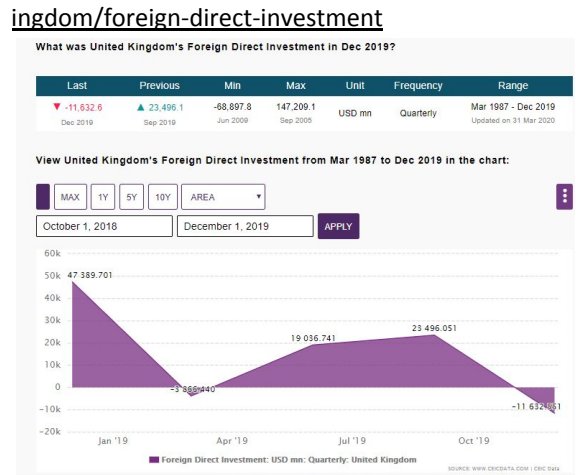 ingdom/foreign-direct-investment
What was United Kingdom's Foreign Direct Investment in Dec 2019?
Last Previous Min Max Unit Frequency Range
▼ -11,632.6 ▲ 23,496.1 -68,897.8 147,209.1 USD mn Quarterly Mar 1987 - Dec 2019
Dec 2019 Sep 2019 Jun 2009 Sep 2005 Updated on 31 Mar 2020
View United Kingdom's Foreign Direct Investment from Mar 1987 to Dec 2019 in the chart:
MAX 1Y 5Y 10Y AREA
October 1, 2018 December 1, 2019 APPLY
60k
50k
47 389.701
40k
30k
23 496.051
20k
19 036.741
10k
0
-3 866.440
-10k
-11 632.561
-20k
Jan '19 Apr '19 Jul '19 Oct '19
Foreign Direct Investment: USD mn: Quarterly: United Kingdom
SOURCE: WWW.CEICDATA.COM | CEIC Data